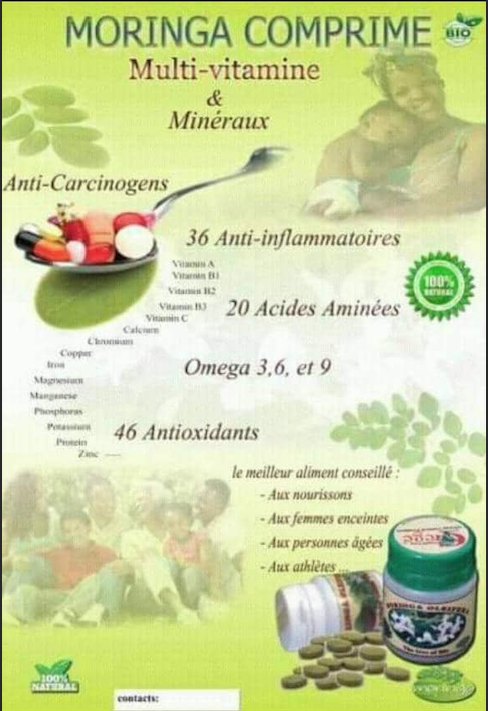 MORINGA COMPRIME
BIO
Multi-vitamine
&
Minéraux
Anti-Carcinogens
36 Anti-inflammatoires
Vitamin A
Vitamin B1
Vitamin B2
Vitamin B3
Vitamin C
Calcium
Chromium
Copper
Iron
Magnesium
Manganese
Phosphorus
Potassium
Protein
Zinc
100%
NATURAL
20 Acides Aminées
Omega 3,6, et 9
46 Antioxidants
le meilleur aliment conseillé :
- Aux nourissons
- Aux femmes enceintes
- Aux personnes âgées
- Aux athlètes ...
MORINGA OLEIFERA
100%
NATURAL
contacts: